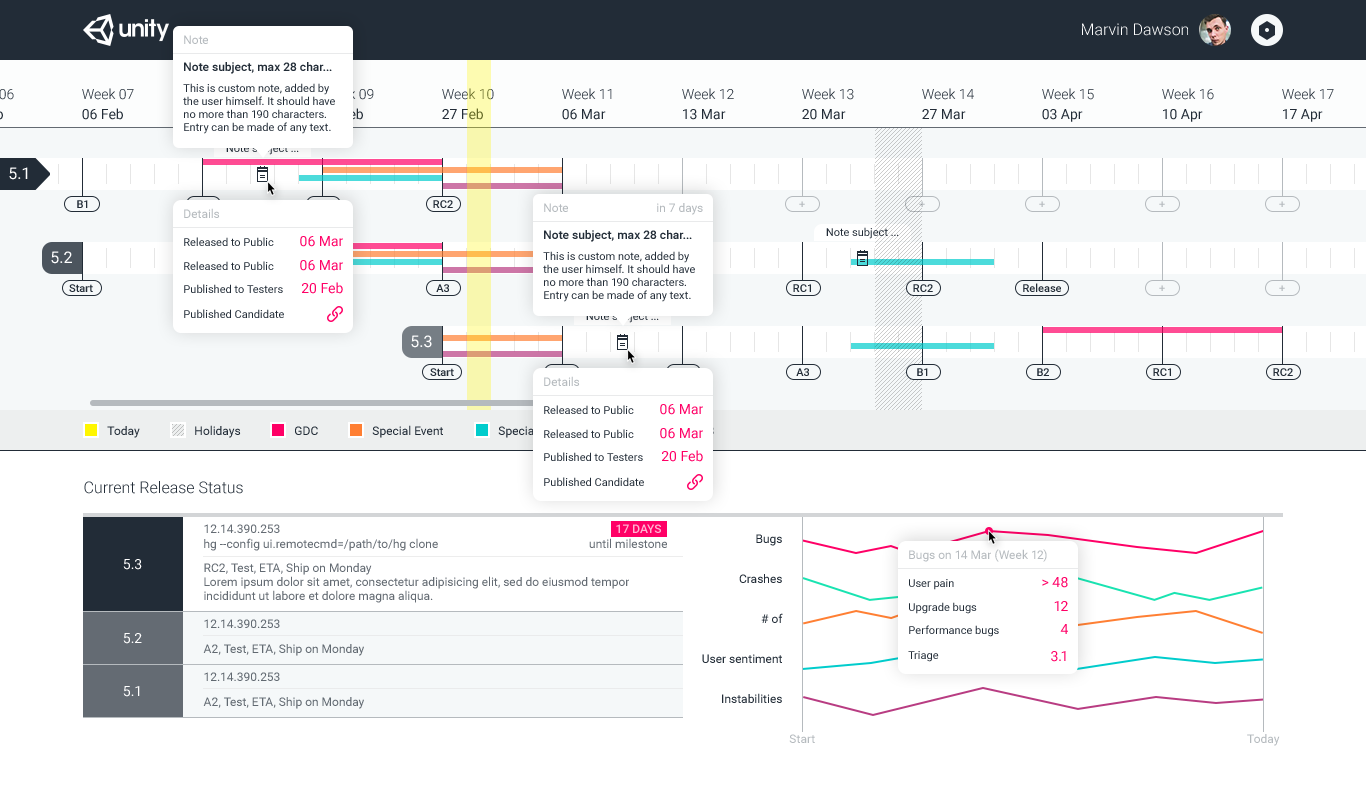 unity
Marvin Dawson
Note
Note subject, max 28 char...
This is custom note, added by
the user himself. It should have
no more than 190 characters.
Entry can be made of any text.
06
Week 07
09
Week 10
Week 11
Week 12
Week 13
Week 14
Week 15
Week 16
Week 17
06 Feb
27 Feb
06 Mar
13 Mar
20 Mar
27 Mar
03 Apr
10 Apr
17 Apr
5.1
B1
RC2
+
+
+
+
+
Details
Released to Public 06 Mar
Released to Public 06 Mar
Published to Testers 20 Feb
Published Candidate
Note in 7 days
Note subject, max 28 char...
This is custom note, added by
the user himself. It should have
no more than 190 characters.
Entry can be made of any text.
Note subject ...
5.2
Start
A3
RC1
RC2
Release
+
+
5.3
Start
A3
B1
B2
RC1
RC2
Details
Released to Public 06 Mar
Released to Public 06 Mar
Published to Testers 20 Feb
Published Candidate
Today
Holidays
GDC
Special Event
Current Release Status
5.3
12.14.390.253
17 DAYS
hg --config ui.remotecmd=/path/to/hg clone
until milestone
RC2, Test, ETA, Ship on Monday
Lorem ipsum dolor sit amet, consectetur adipisicing elit, sed do eiusmod tempor
incididunt ut labore et dolore magna aliqua.
5.2
12.14.390.253
A2, Test, ETA, Ship on Monday
5.1
12.14.390.253
A2, Test, ETA, Ship on Monday
Bugs
Crashes
# of
User sentiment
Instabilities
Bugs on 14 Mar (Week 12)
User pain > 48
Upgrade bugs 12
Performance bugs 4
Triage 3.1
Start
Today